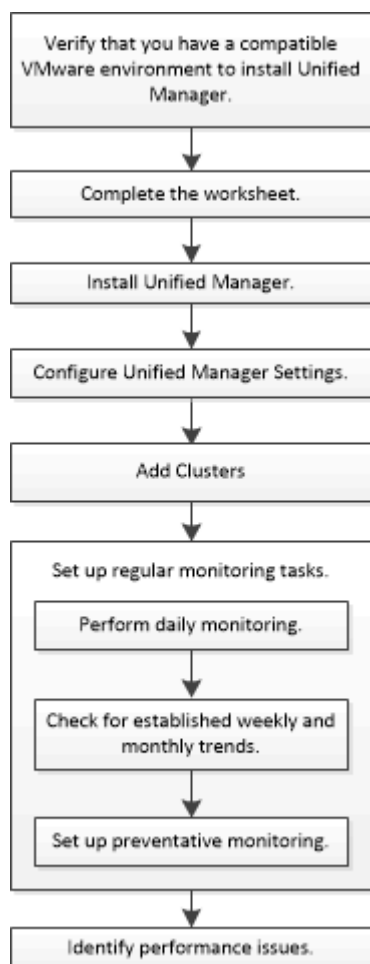 Verify that you have a compatible
VMware environment to install Unified
Manager.
Complete the worksheet.
Install Unified Manager.
Configure Unified Manager Settings.
Add Clusters
Set up regular monitoring tasks.
Perform daily monitoring.
Check for established weekly and
monthly trends.
Set up preventative monitoring.
Identify performance issues.